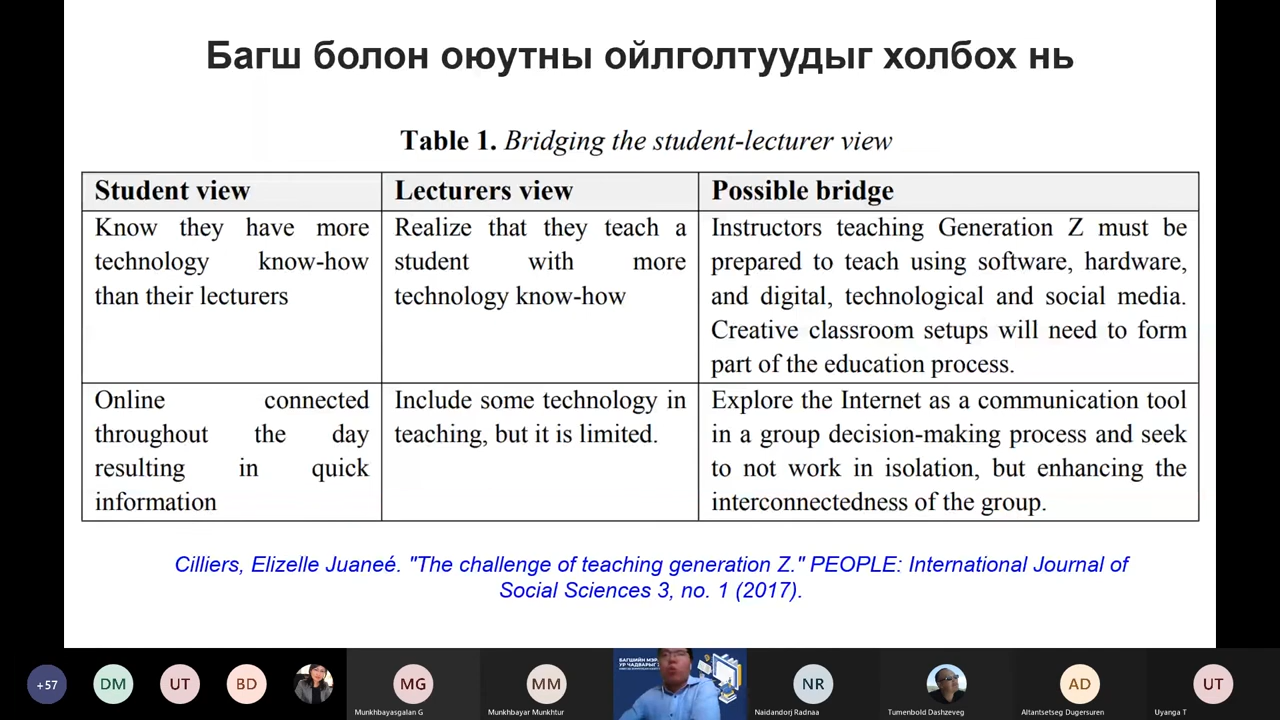 Багш болон оюутны ойлголтуудыг холбох нь
Table 1. Bridging the student-lecturer view
Student view
Lecturers view
Possible bridge
Know they have more
technology know-how
than their lecturers
Realize that they teach a
student with more
technology know-how
Instructors teaching Generation Z must be
prepared to teach using software, hardware,
and digital, technological and social media.
Creative classroom setups will need to form
part of the education process.
Online connected
throughout the day
resulting in quick
information
Include some technology in
teaching, but it is limited.
Explore the Internet as a communication tool
in a group decision-making process and seek
to not work in isolation, but enhancing the
interconnectedness of the group.
Cilliers, Elizelle Juaneé. "The challenge of teaching generation Z." PEOPLE: International Journal of
Social Sciences 3, no. 1 (2017).
+57
DM
UT
BD
MG
Munkhbayasgalan G
MM
Munkhbayar Munkhtur
NR
Naidandorj Radnaa
Tumenbold Dashzeveg
AD
Altantsetseg Dugersuren
UT
Uyanga T